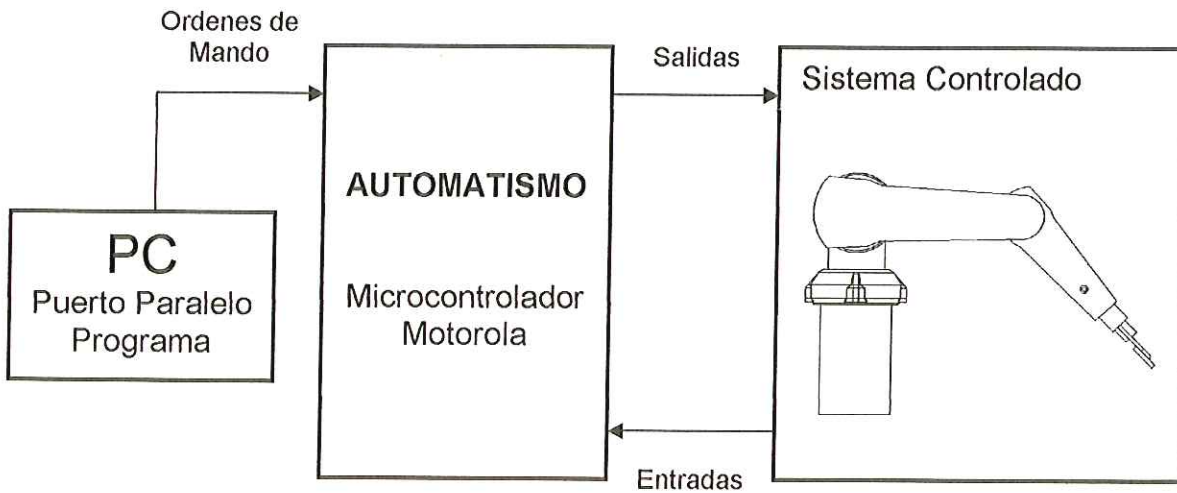 Ordenes de
Mando
Salidas
Sistema Controlado
AUTOMATISMO
PC
Puerto Paralelo
Programa
Microcontrolador
Motorola
Entradas